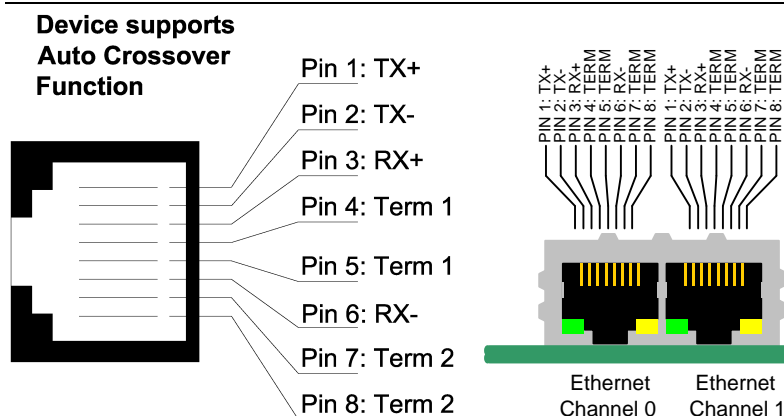 Device supports
Auto Crossover
Function
Pin 1: TX+
Pin 2: TX-
Pin 3: RX+
Pin 4: Term 1
Pin 5: Term 1
Pin 6: RX-
Pin 7: Term 2
Pin 8: Term 2
PIN 1: TX+
PIN 2: TX-
PIN 3: RX+
PIN 4: TERM
PIN 5: TERM
PIN 6: RX-
PIN 7: TERM
PIN 8: TERM
PIN 1: TX+
PIN 2: TX-
PIN 3: RX+
PIN 4: TERM
PIN 5: TERM
PIN 6: RX-
PIN 7: TERM
PIN 8: TERM
Ethernet
Channel 0
Ethernet
Channel 1